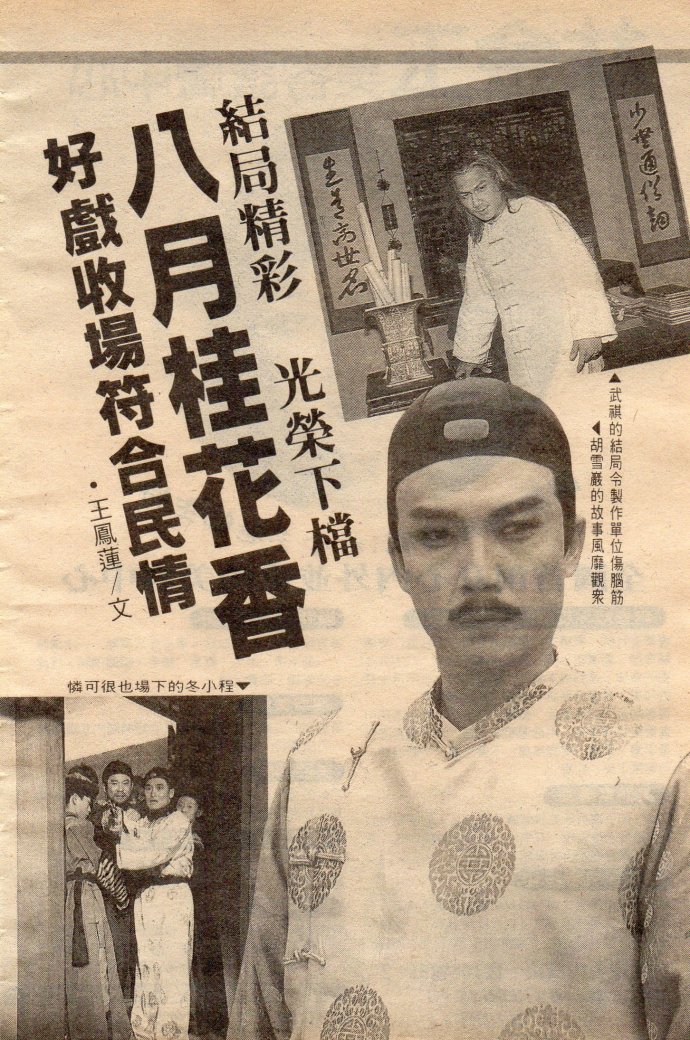 結局精彩 光榮下檔
八月桂花香
好戲收場符合民情
・王鳳蓮/文
▲武祺的結局令製作單位傷腦筋
◀胡雪巖的故事風靡觀眾
▼程小冬的下場也很可憐